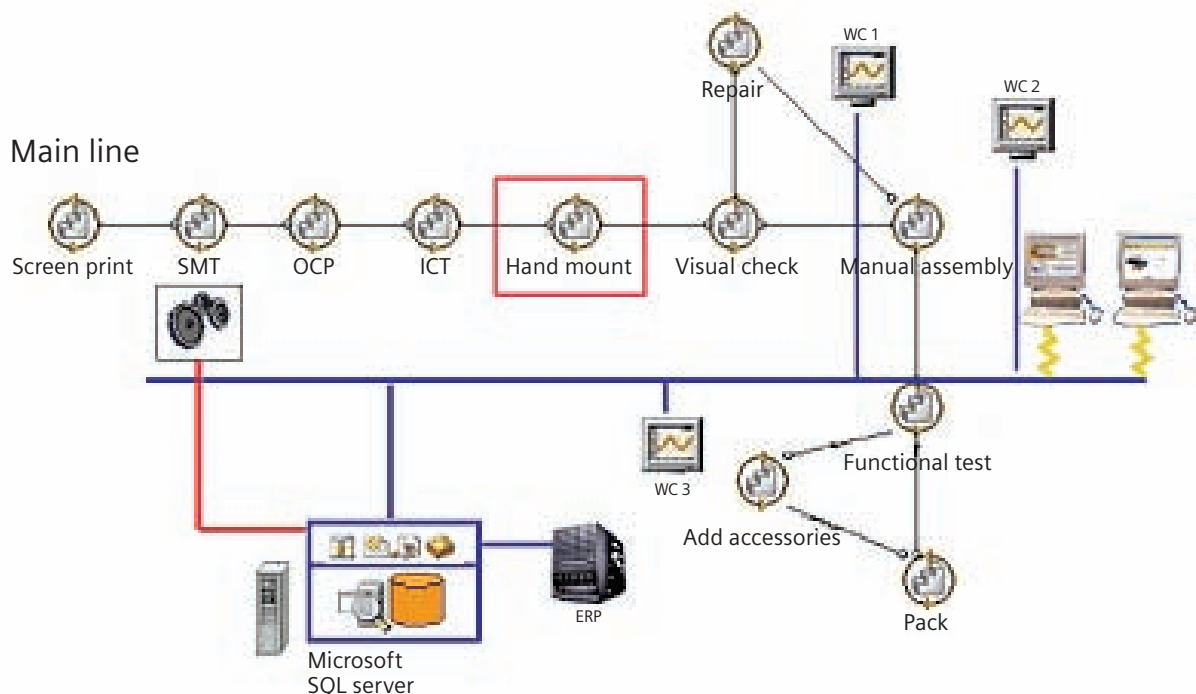 WC 1
WC 2
Repair
Main line
Screen print
SMT
OCP
ICT
Hand mount
Visual check
Manual assembly
Functional test
WC 3
Add accessories
ERP
Pack
Microsoft
SQL server